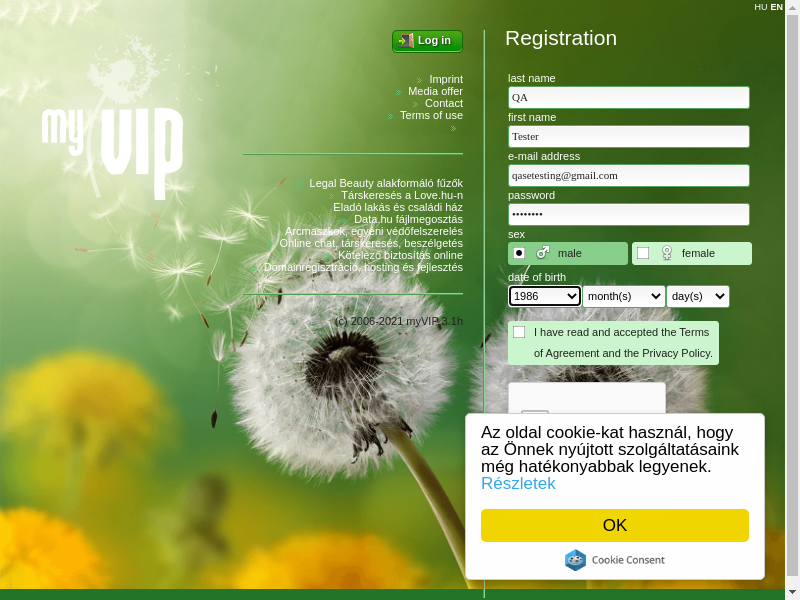 HU EN
my VIP
Log in
Imprint
Media offer
Contact
Terms of use
Legal Beauty alakformáló fűzők
Társkeresés a Love.hu-n
Eladó lakás és családi ház
Data.hu fájlmegosztás
Arcmaszkok, egyéni védőfelszerelés
Online chat, társkeresés, beszélgetés
Kötelező biztosítás online
Domainregisztráció, hosting és fejlesztés
(c) 2006-2021 myVIP 3.1h
Registration
last name
QA
first name
Tester
e-mail address
qasetesting@gmail.com
password
••••••••
sex
male
female
date of birth
1986
month(s)
day(s)
I have read and accepted the Terms
of Agreement and the Privacy Policy.
Az oldal cookie-kat használ, hogy
az Önnek nyújtott szolgáltatásaink
még hatékonyabbak legyenek.
Részletek
OK
Cookie Consent